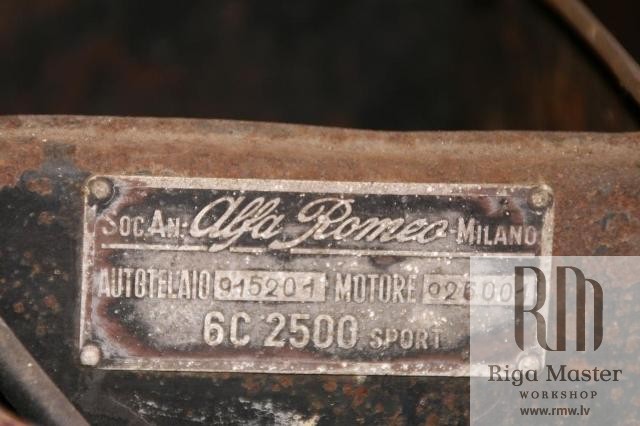 Soc.An. Alfa Romeo Milano
AUTOTELAIO 915201 MOTORE
6C 2500 SPORT
RM
Riga Master
WORKSHOP
www.rmw.lv